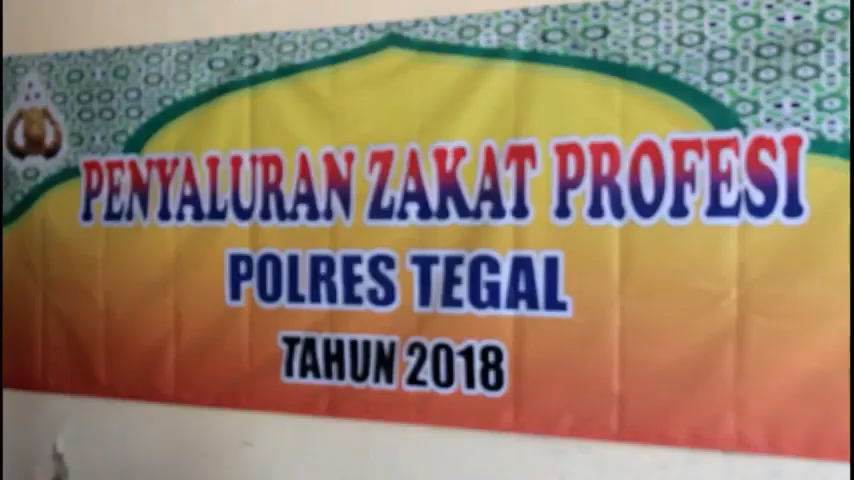 PENYALURAN ZAKAT PROFESI
POLRES TEGAL
TAHUN 2018